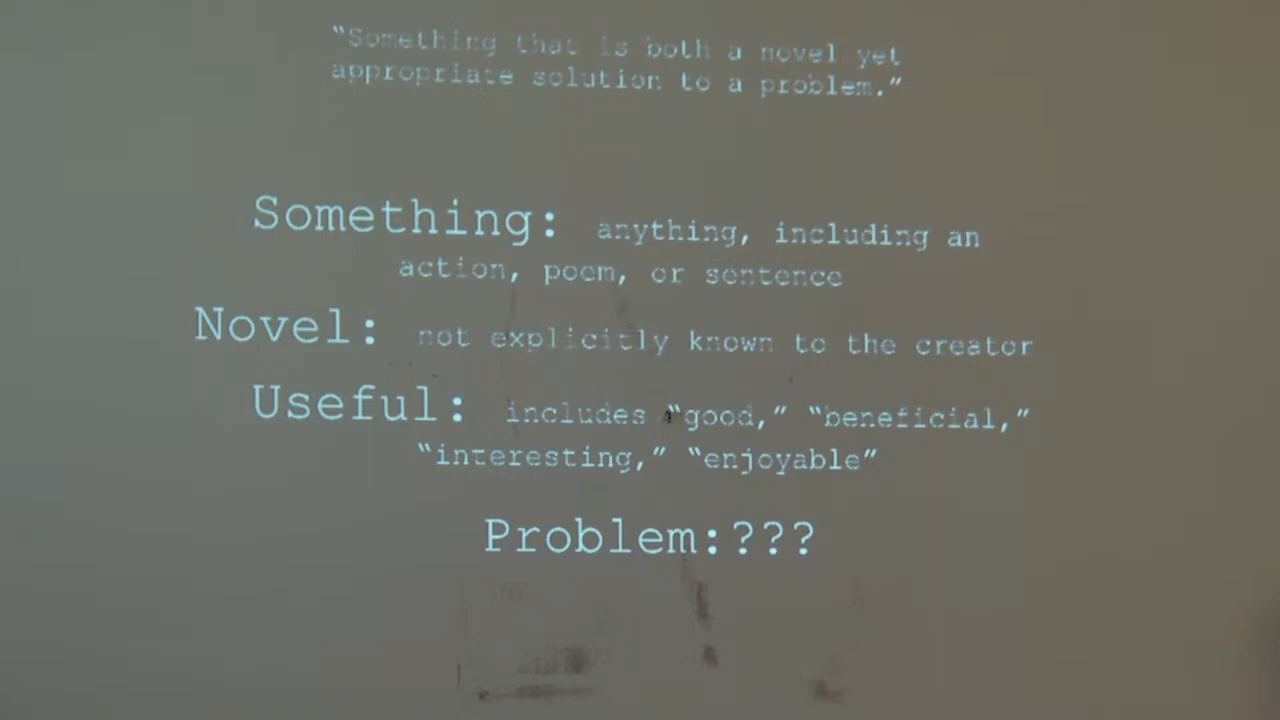 “Something that is both a novel yet
appropriate solution to a problem.”
Something: anything, including an
action, poem, or sentence
Novel: not explicitly known to the creator
Useful: includes “good,” “beneficial,”
“interesting,” “enjoyable”
Problem:???